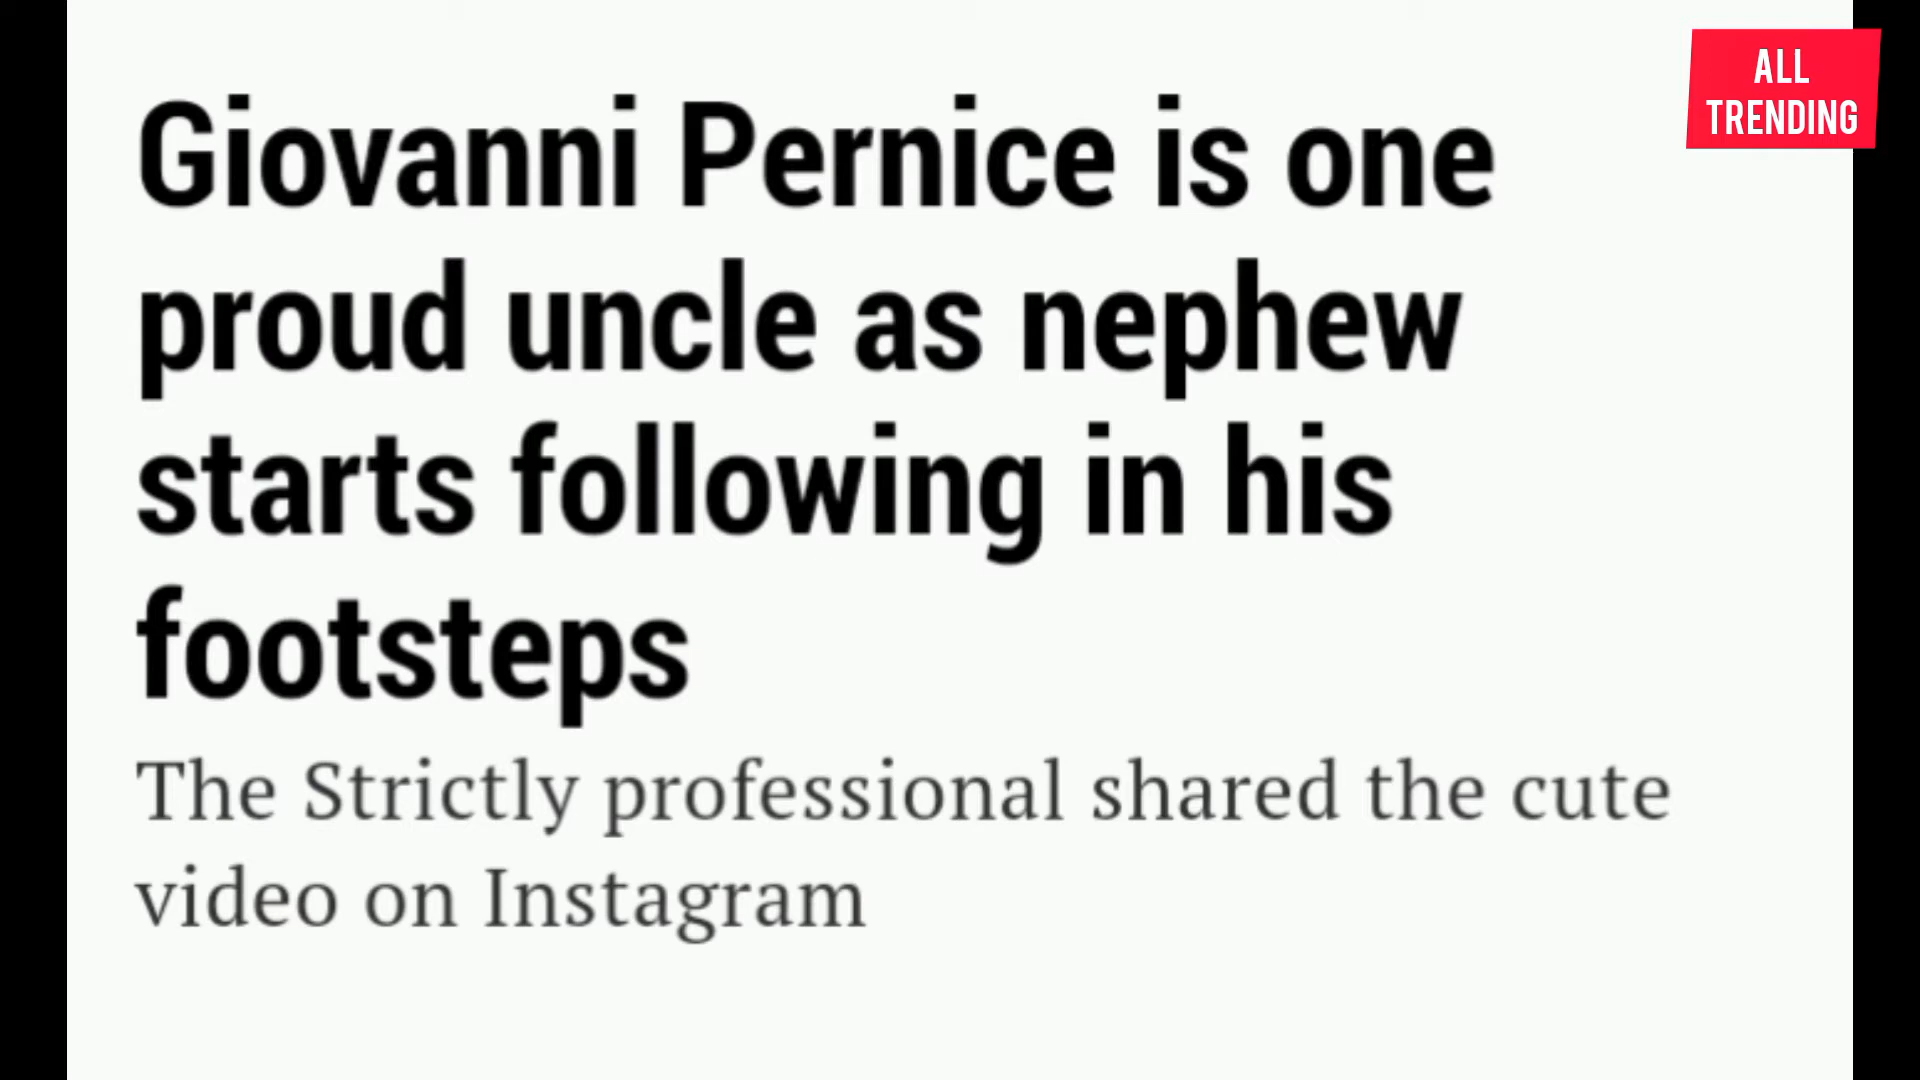 ALL
TRENDING
Giovanni Pernice is one
proud uncle as nephew
starts following in his
footsteps
The Strictly professional shared the cute
video on Instagram